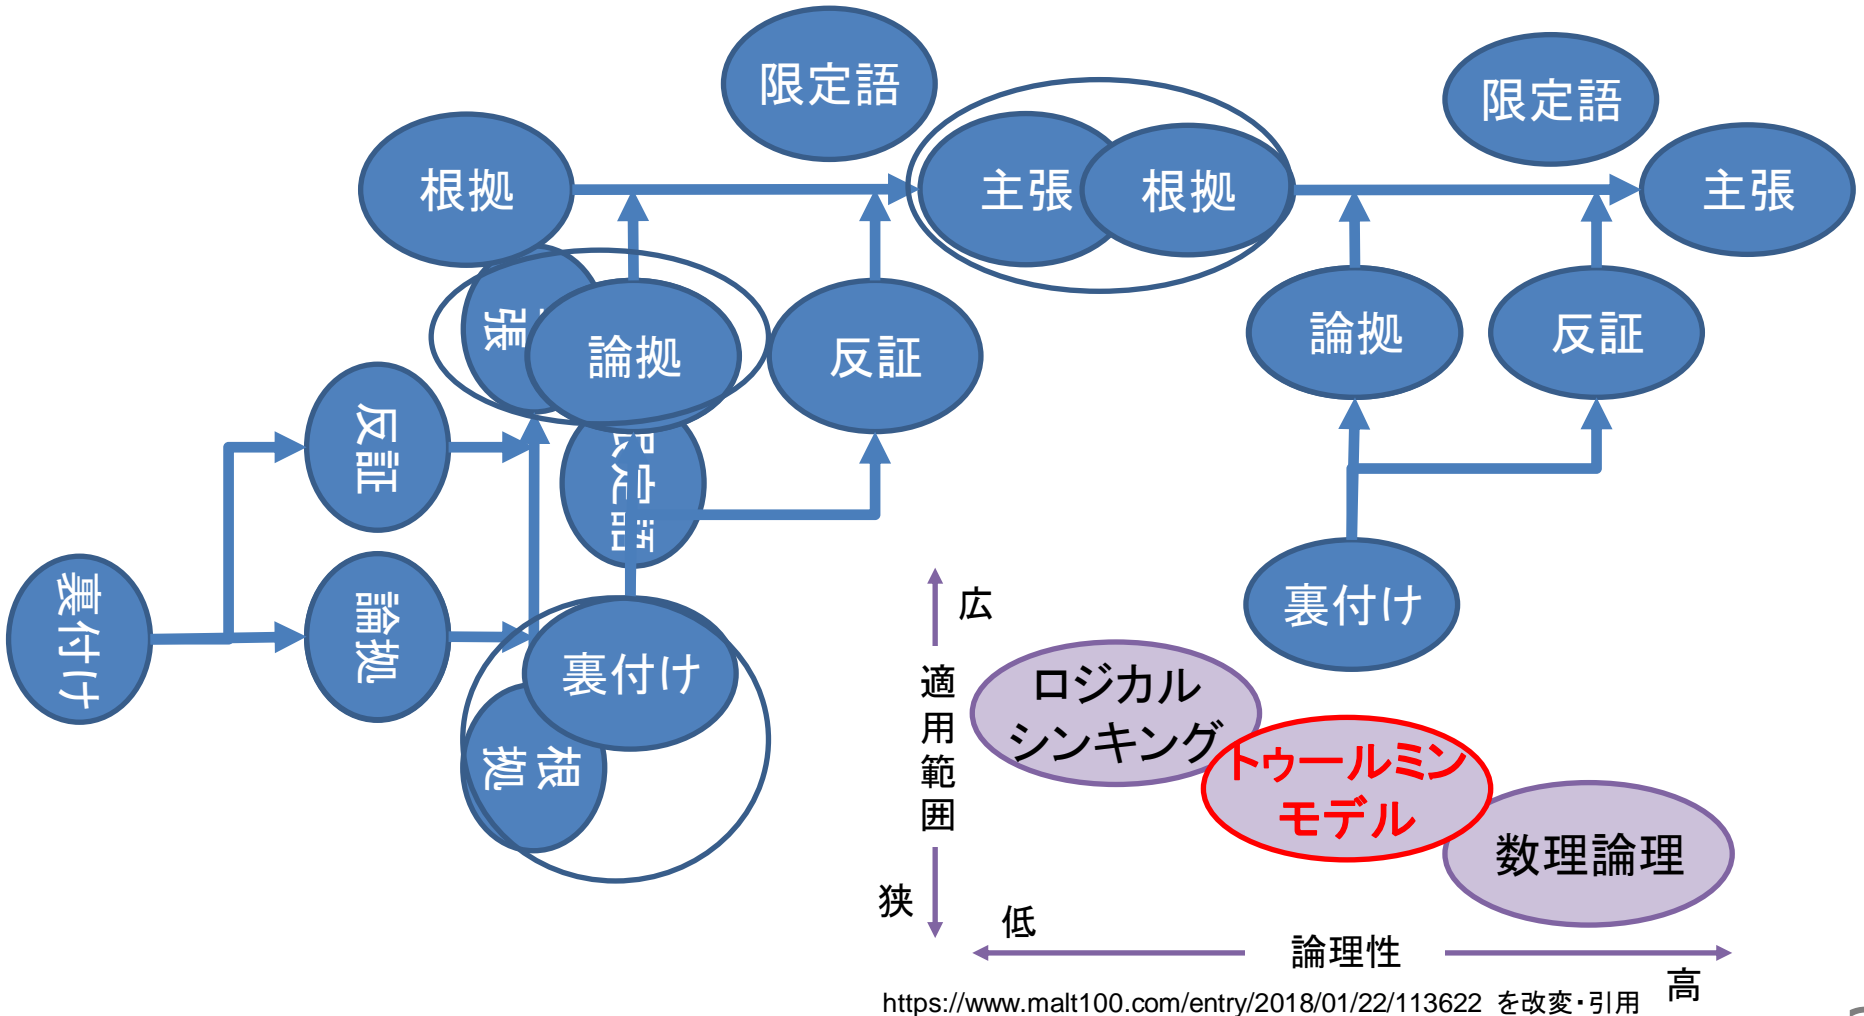 限定語
限定語
根拠
主張
根拠
主張
張
論拠
反証
論拠
反証
反証
定
裏付け
論拠
裏付け
裏付け
根
拠
広
適用範囲
狭
ロジカル
シンキング
トゥールミン
モデル
数理論理
低
論理性
高
https://www.malt100.com/entry/2018/01/22/113622 を改変・引用